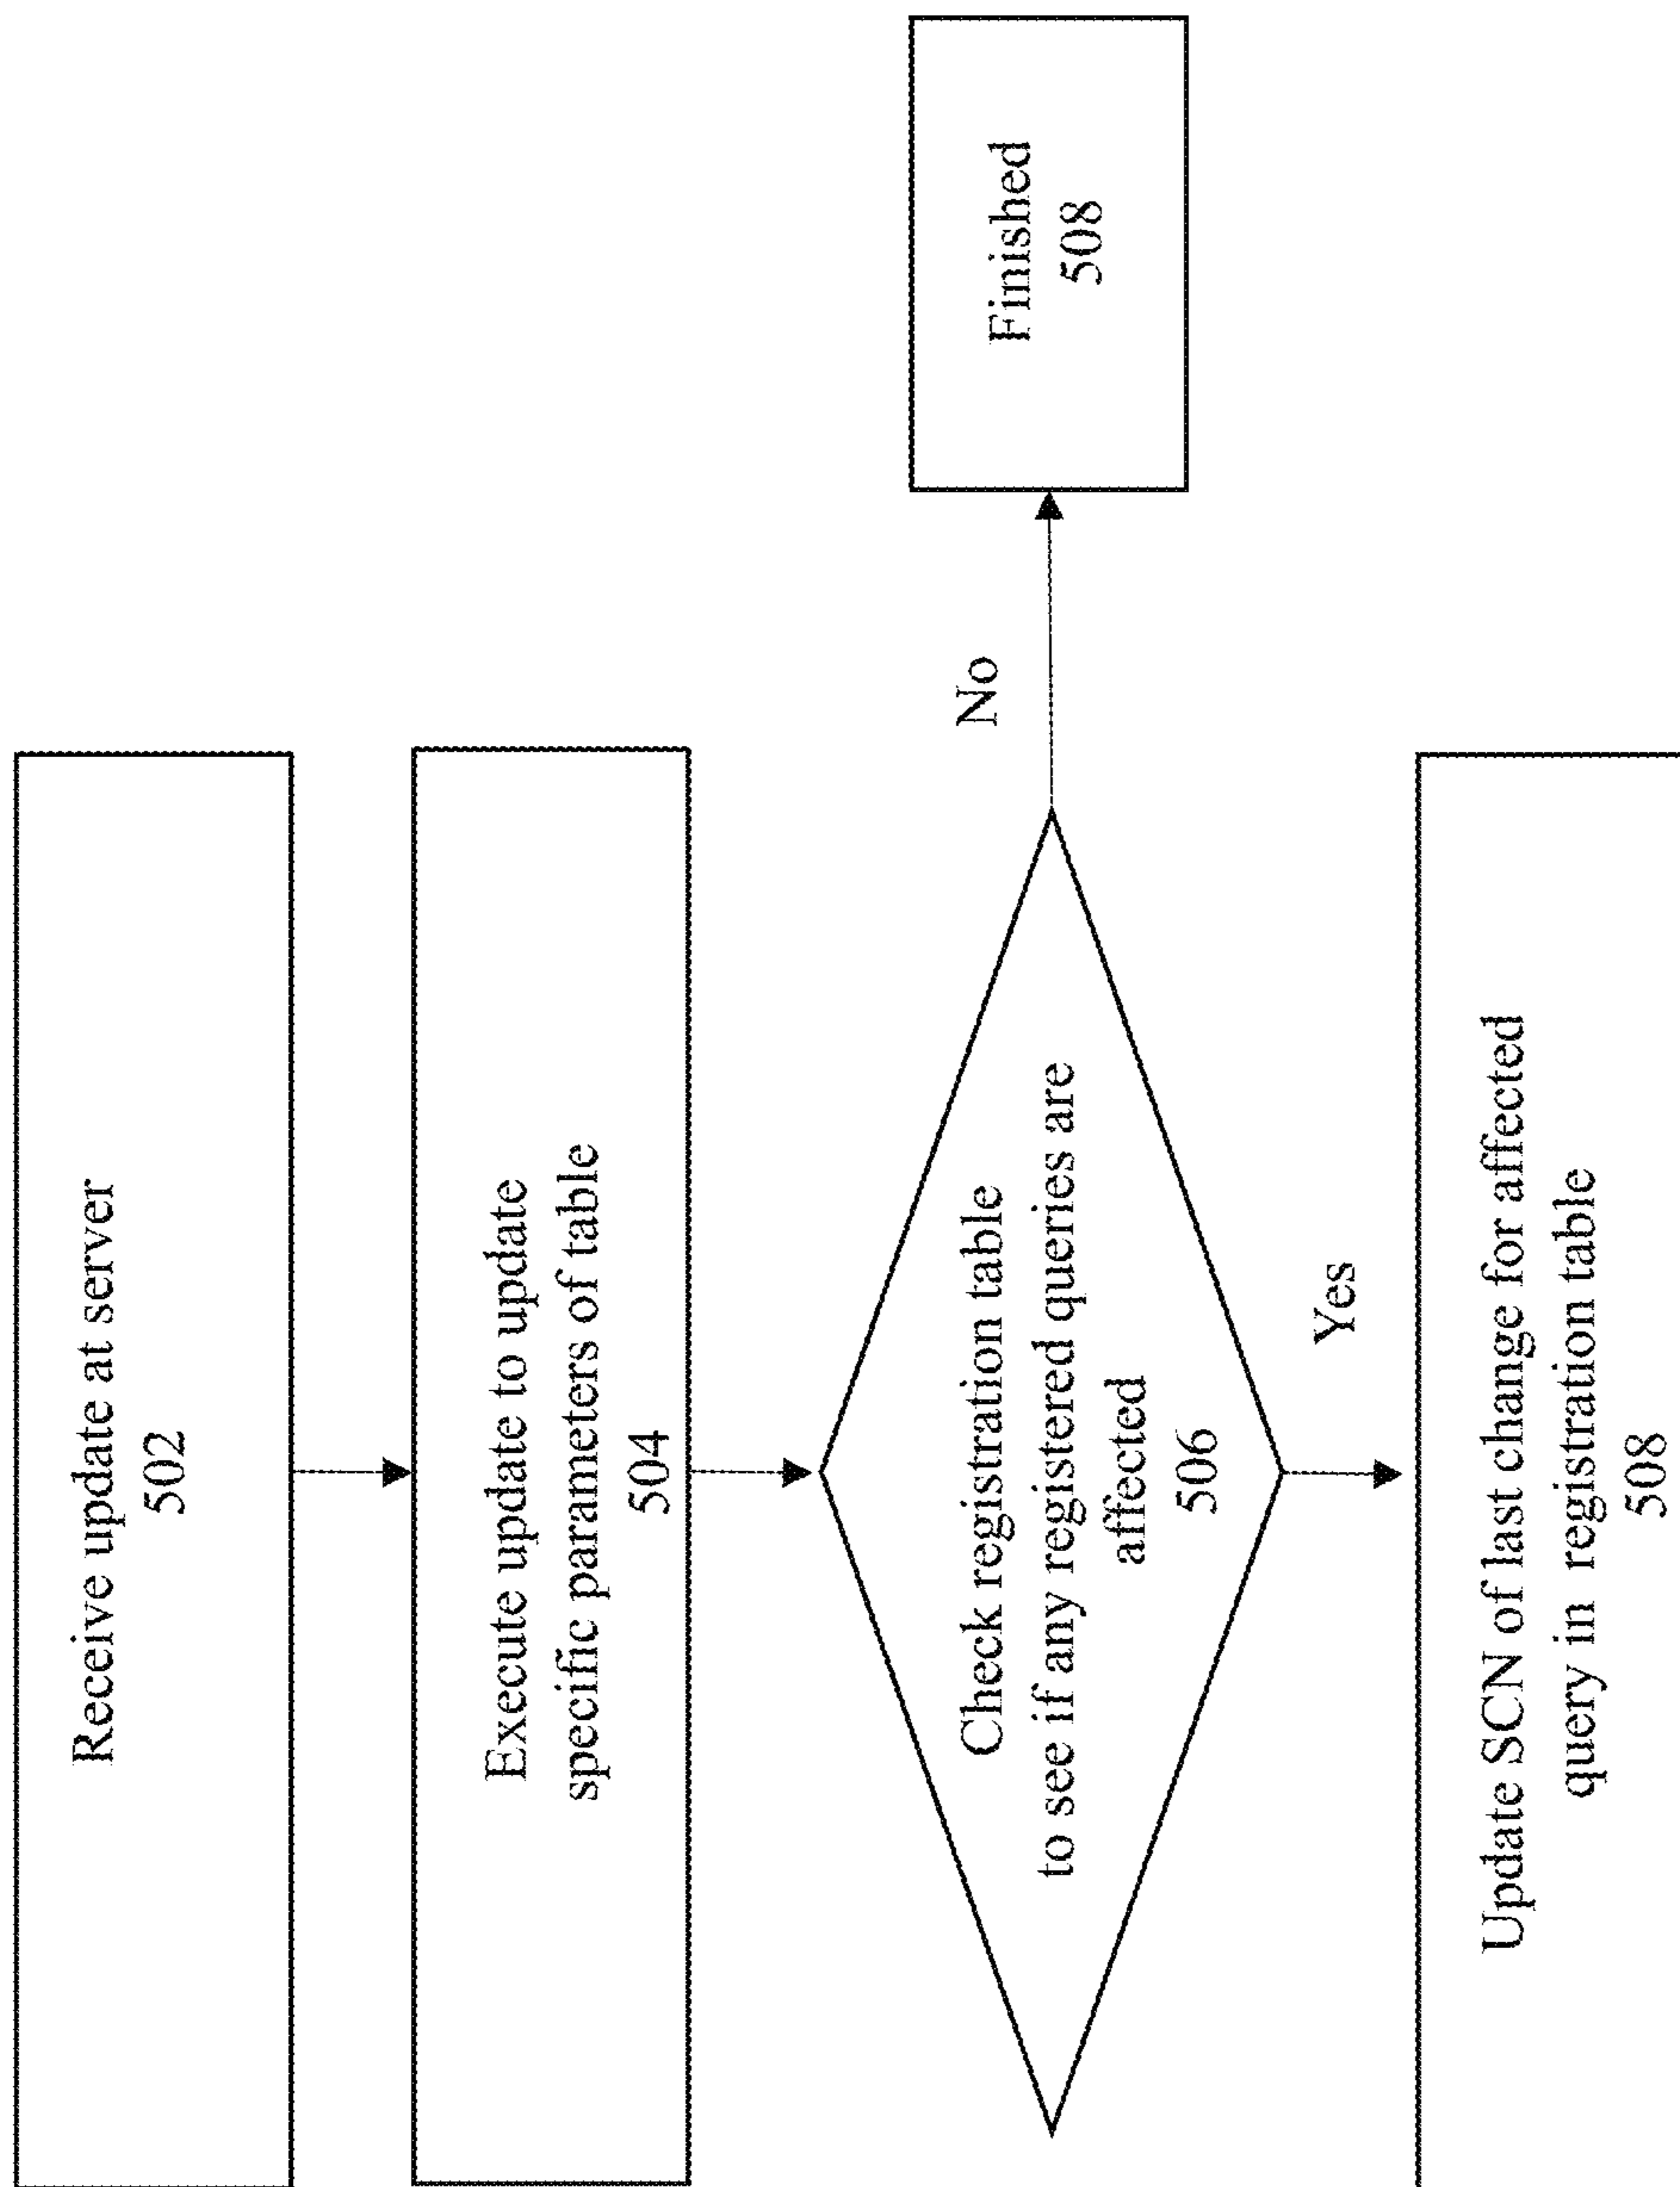 Receive update at server
502
Execute update to update
specific parameters of table
504
Check registration table
to see if any registered queries are
affected
506
No
Finished
508
Yes
Update SCN of last change for affected
query in registration table
508